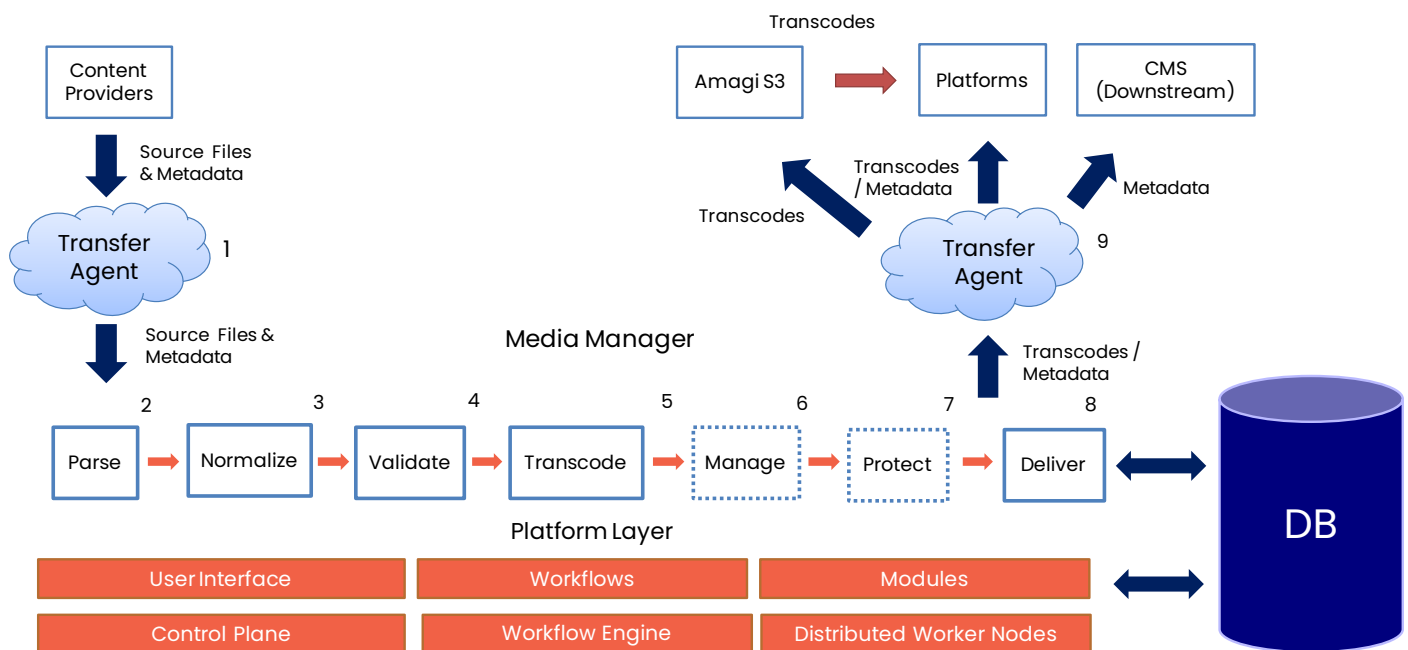 Transcodes
Content
Providers
Amagi S3
Platforms
CMS
(Downstream)
Source Files
& Metadata
Transcodes
/ Metadata
Metadata
Transcodes
Transfer
Agent
1
Transfer
Agent
9
Source Files &
Metadata
Media Manager
Transcodes /
Metadata
2
3
4
5
6
7
8
Parse
Normalize
Validate
Transcode
Manage
Protect
Deliver
DB
Platform Layer
User Interface
Workflows
Modules
Control Plane
Workflow Engine
Distributed Worker Nodes